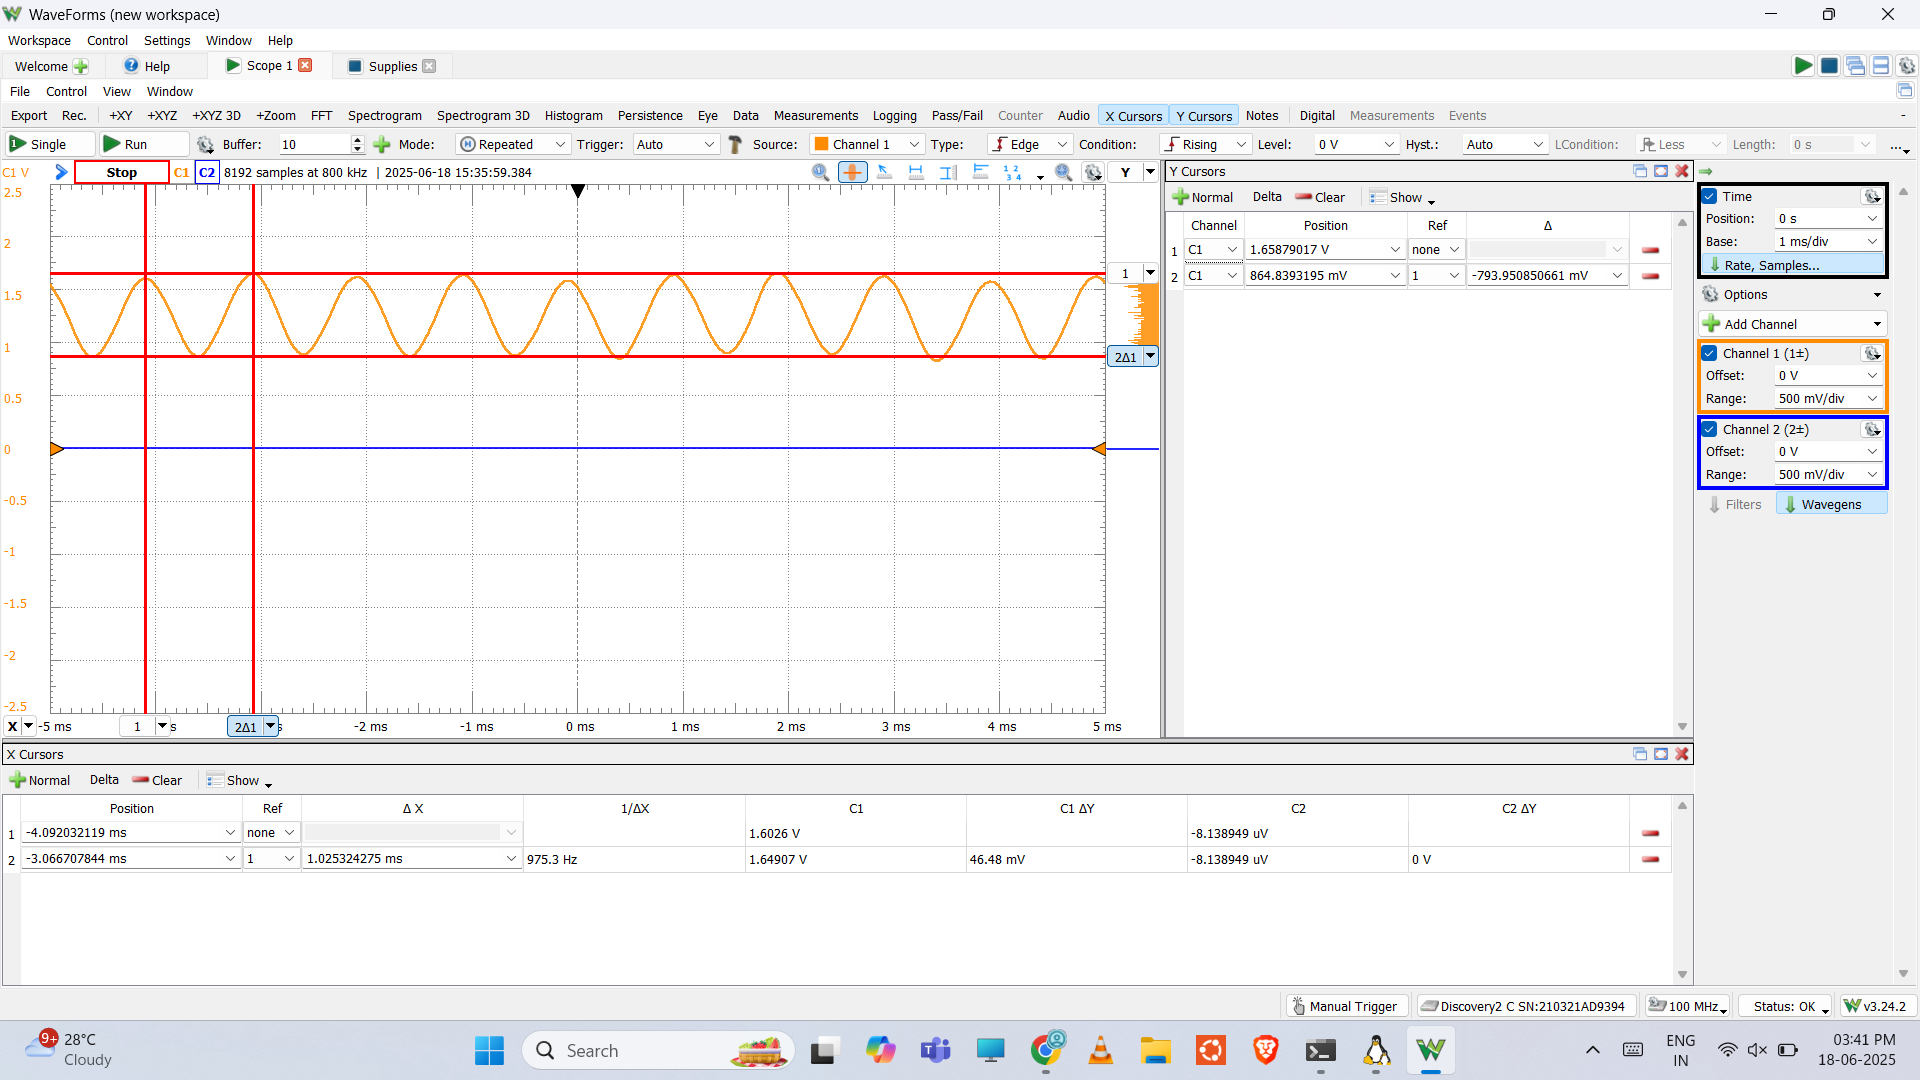 WaveForms (new workspace)
Workspace Control Settings Window Help
Welcome Help Scope 1 Supplies
File Control View Window
Export Rec. +XY +XYZ +XYZ 3D +Zoom FFT Spectrogram Spectrogram 3D Histogram Persistence Eye Data Measurements Logging Pass/Fail Counter Audio X Cursors Y Cursors Notes Digital Measurements Events -
Single Run Buffer: 10 Mode: Repeated Trigger: Auto Source: Channel 1 Type: Edge Condition: Rising Level: 0 V Hyst.: Auto LCondition: Less Length: 0 s ...
C1 V Stop C1 C2 8192 samples at 800 kHz | 2025-06-18 15:35:59.384 Y
2.5
2
1.5
1
0.5
0
-0.5
-1
-1.5
-2
-2.5
1
2Δ1
X -5 ms 1 s 2Δ1 s -2 ms -1 ms 0 ms 1 ms 2 ms 3 ms 4 ms 5 ms
Y Cursors
Normal Delta Clear Show
Channel Position Ref Δ
1 C1 1.65879017 V none
2 C1 864.8393195 mV 1 -793.950850661 mV
Time
Position: 0 s
Base: 1 ms/div
Rate, Samples...
Options
Add Channel
Channel 1 (1±)
Offset: 0 V
Range: 500 mV/div
Channel 2 (2±)
Offset: 0 V
Range: 500 mV/div
Filters Wavegens
X Cursors
Normal Delta Clear Show
Position Ref Δ X 1/ΔX C1 C1 ΔY C2 C2 ΔY
1 -4.092032119 ms none 1.6026 V -8.138949 uV
2 -3.066707844 ms 1 1.025324275 ms 975.3 Hz 1.64907 V 46.48 mV -8.138949 uV 0 V
Manual Trigger Discovery2 C SN:210321AD9394 100 MHz Status: OK v3.24.2
9+ 28°C
Cloudy
Search
ENG
IN
03:41 PM
18-06-2025